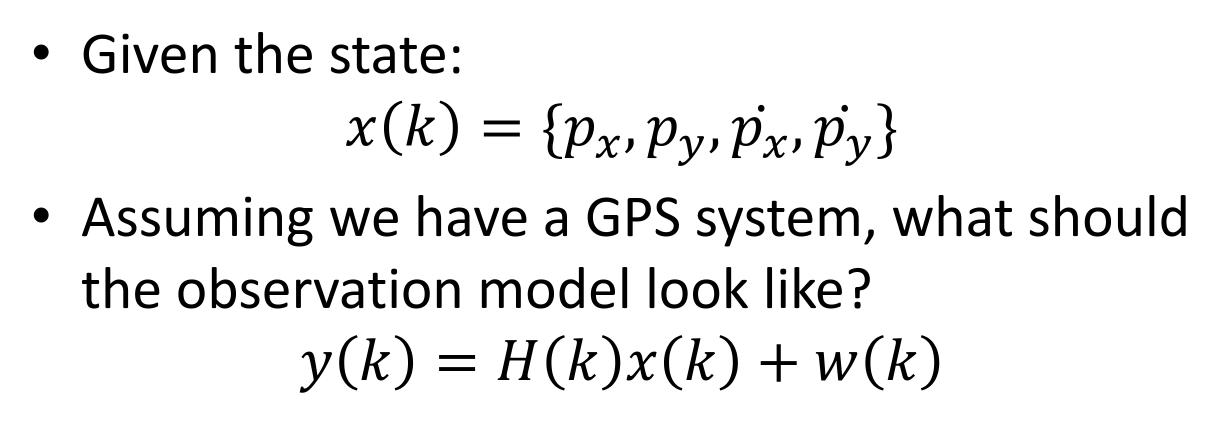 • Given the state:
x(k) = {pₓ, p_y, ṗₓ, ṗ_y}
• Assuming we have a GPS system, what should
the observation model look like?
y(k) = H(k)x(k) + w(k)